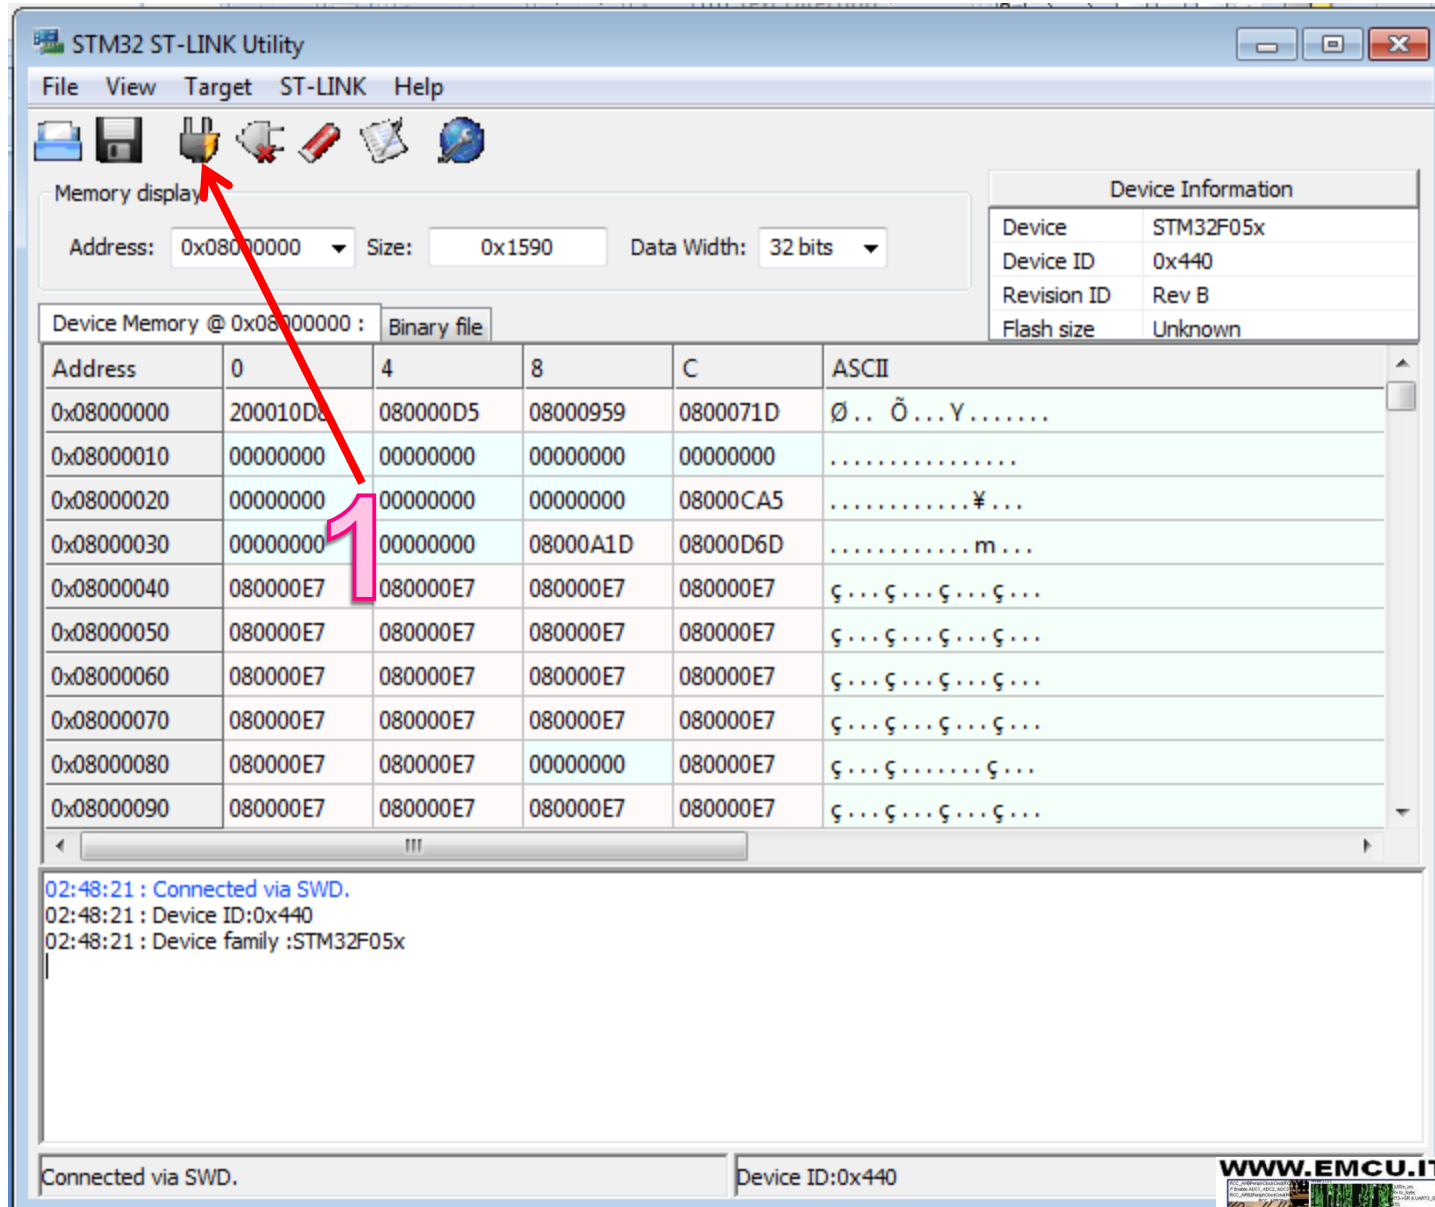 STM32 ST-LINK Utility
File View Target ST-LINK Help
Memory display
Address: 0x08000000 Size: 0x1590 Data Width: 32 bits
Device Information
Device STM32F05x
Device ID 0x440
Revision ID Rev B
Flash size Unknown
Device Memory @ 0x08000000 : Binary file
Address 0 4 8 C ASCII
0x08000000 200010D8 080000D5 08000959 0800071D Ø.. Õ...Y.......
0x08000010 00000000 00000000 00000000 00000000 ................
0x08000020 00000000 00000000 00000000 08000CA5 ............¥...
0x08000030 00000000 00000000 08000A1D 08000D6D ............m...
0x08000040 080000E7 080000E7 080000E7 080000E7 ç...ç...ç...ç...
0x08000050 080000E7 080000E7 080000E7 080000E7 ç...ç...ç...ç...
0x08000060 080000E7 080000E7 080000E7 080000E7 ç...ç...ç...ç...
0x08000070 080000E7 080000E7 080000E7 080000E7 ç...ç...ç...ç...
0x08000080 080000E7 080000E7 00000000 080000E7 ç...ç.......ç...
0x08000090 080000E7 080000E7 080000E7 080000E7 ç...ç...ç...ç...
1
02:48:21 : Connected via SWD.
02:48:21 : Device ID:0x440
02:48:21 : Device family :STM32F05x
Connected via SWD. Device ID:0x440
WWW.EMCU.IT